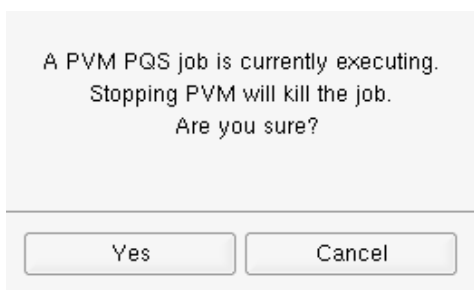 A PVM PQS job is currently executing.
Stopping PVM will kill the job.
Are you sure?
Yes
Cancel